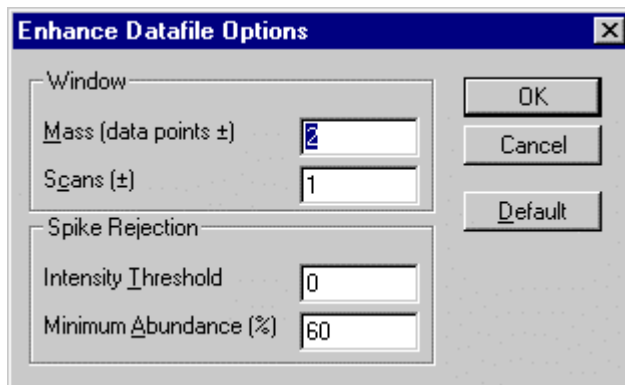 Enhance Datafile Options
Window
Mass (data points ±) 2
Scans (±) 1
Spike Rejection
Intensity Threshold 0
Minimum Abundance (%) 60
OK
Cancel
Default